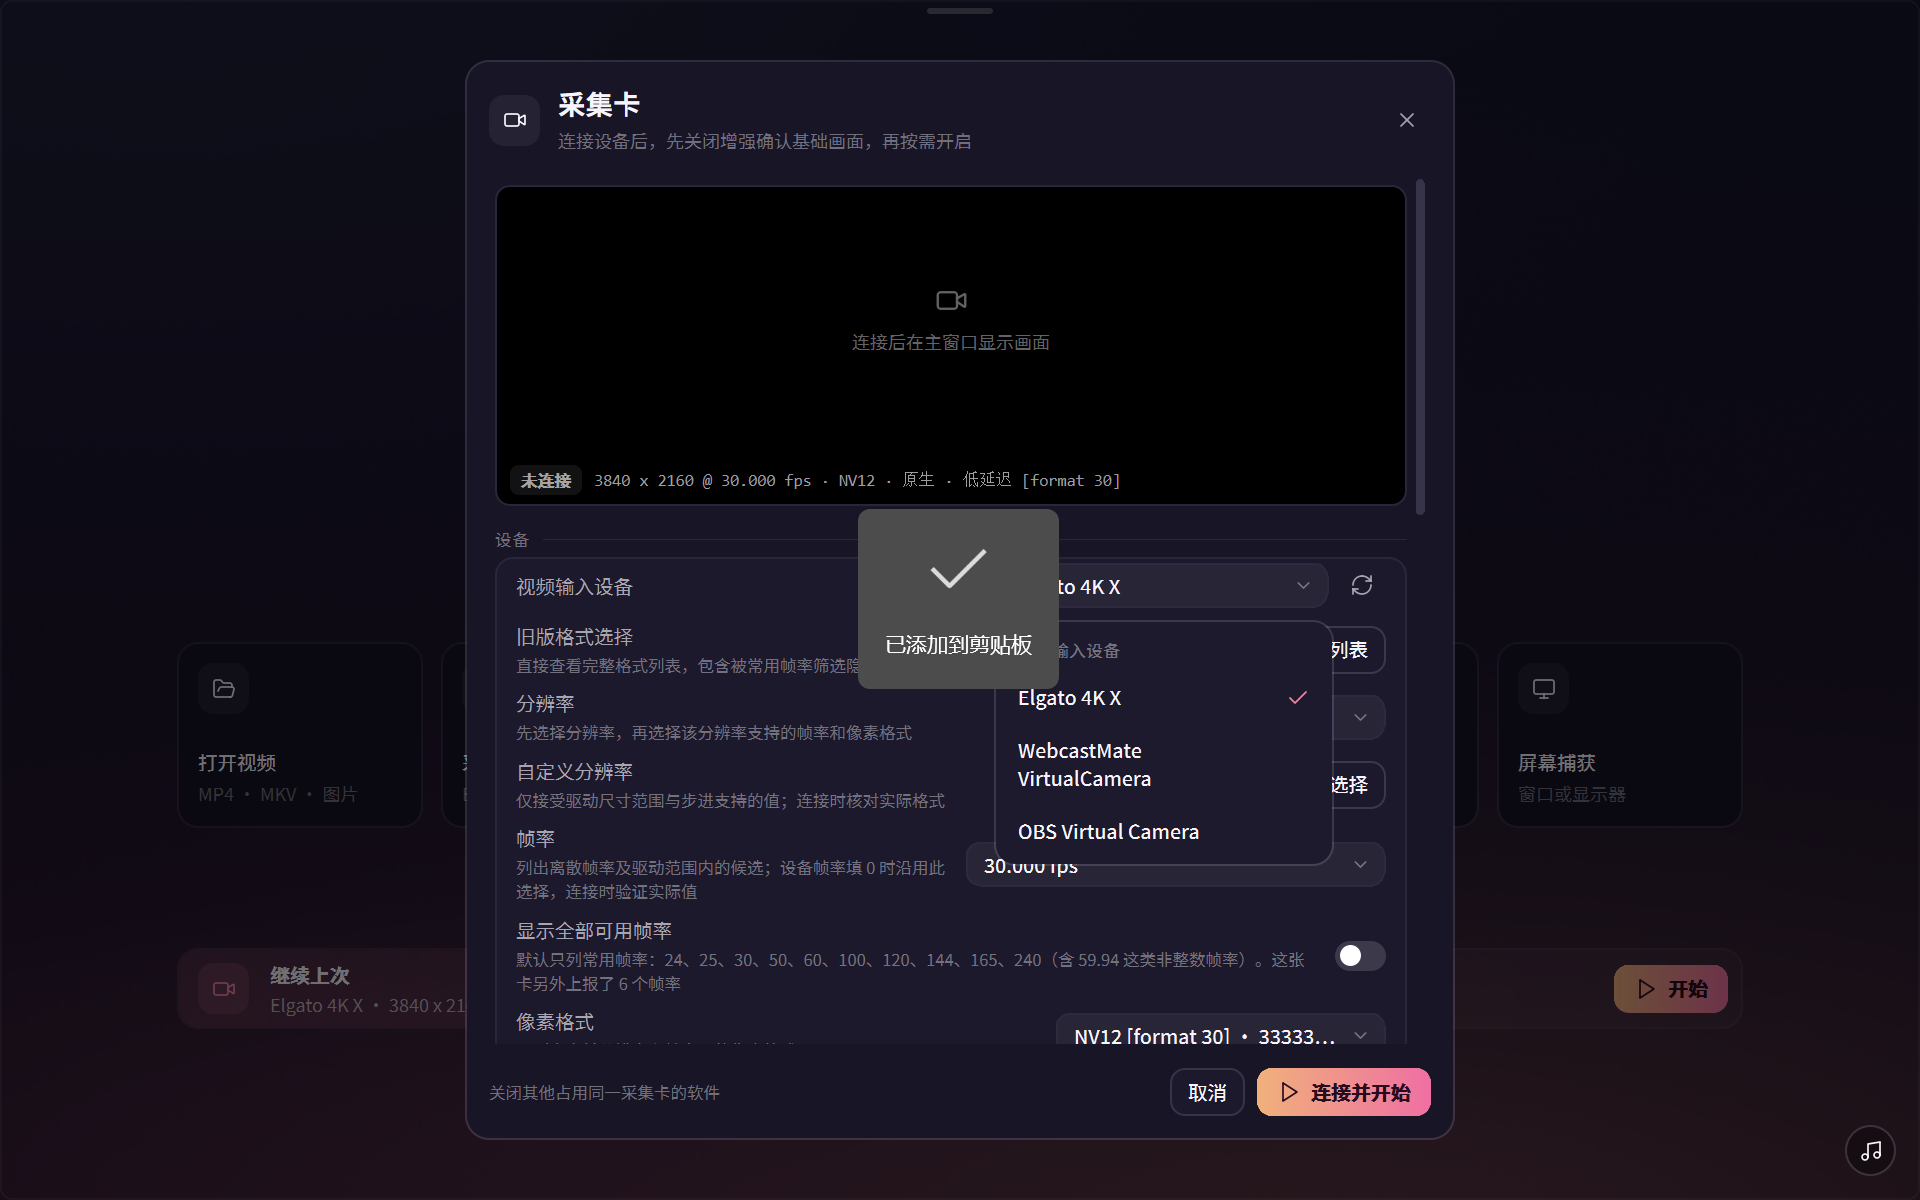 采集卡
连接设备后，先关闭增强确认基础画面，再按需开启
连接后在主窗口显示画面
未连接 3840 x 2160 @ 30.000 fps · NV12 · 原生 · 低延迟 [format 30]
设备
视频输入设备
to 4K X
旧版格式选择
直接查看完整格式列表，包含被常用帧率筛选隐
列表
已添加到剪贴板
输入设备
Elgato 4K X
WebcastMate
VirtualCamera
OBS Virtual Camera
分辨率
先选择分辨率，再选择该分辨率支持的帧率和像素格式
自定义分辨率
仅接受驱动尺寸范围与步进支持的值；连接时核对实际格式
选择
帧率
列出离散帧率及驱动范围内的候选；设备帧率填 0 时沿用此
选择，连接时验证实际值
30.000 fps
显示全部可用帧率
默认只列常用帧率：24、25、30、50、60、100、120、144、165、240（含 59.94 这类非整数帧率）。这张
卡另外上报了 6 个帧率
像素格式
NV12 [format 30] • 33333...
关闭其他占用同一采集卡的软件
取消
连接并开始
打开视频
MP4 • MKV • 图片
屏幕捕获
窗口或显示器
继续上次
Elgato 4K X • 3840 x 21
开始